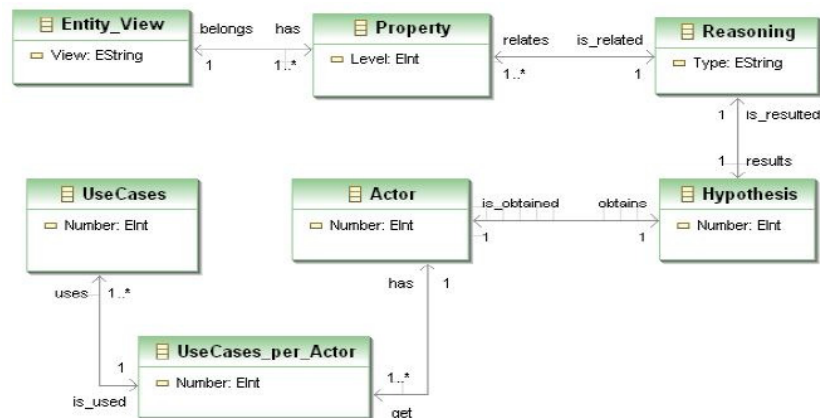 Entity_View
View: EString
belongs has
1 1..*
Property
Level: EInt
relates is_related
1..* 1
Reasoning
Type: EString
1 is_resulted
1 results
UseCases
Number: EInt
Actor
Number: EInt
is_obtained obtains
1 1
Hypothesis
Number: EInt
uses 1..*
has 1
UseCases_per_Actor
Number: EInt
1
is_used
1..*
get